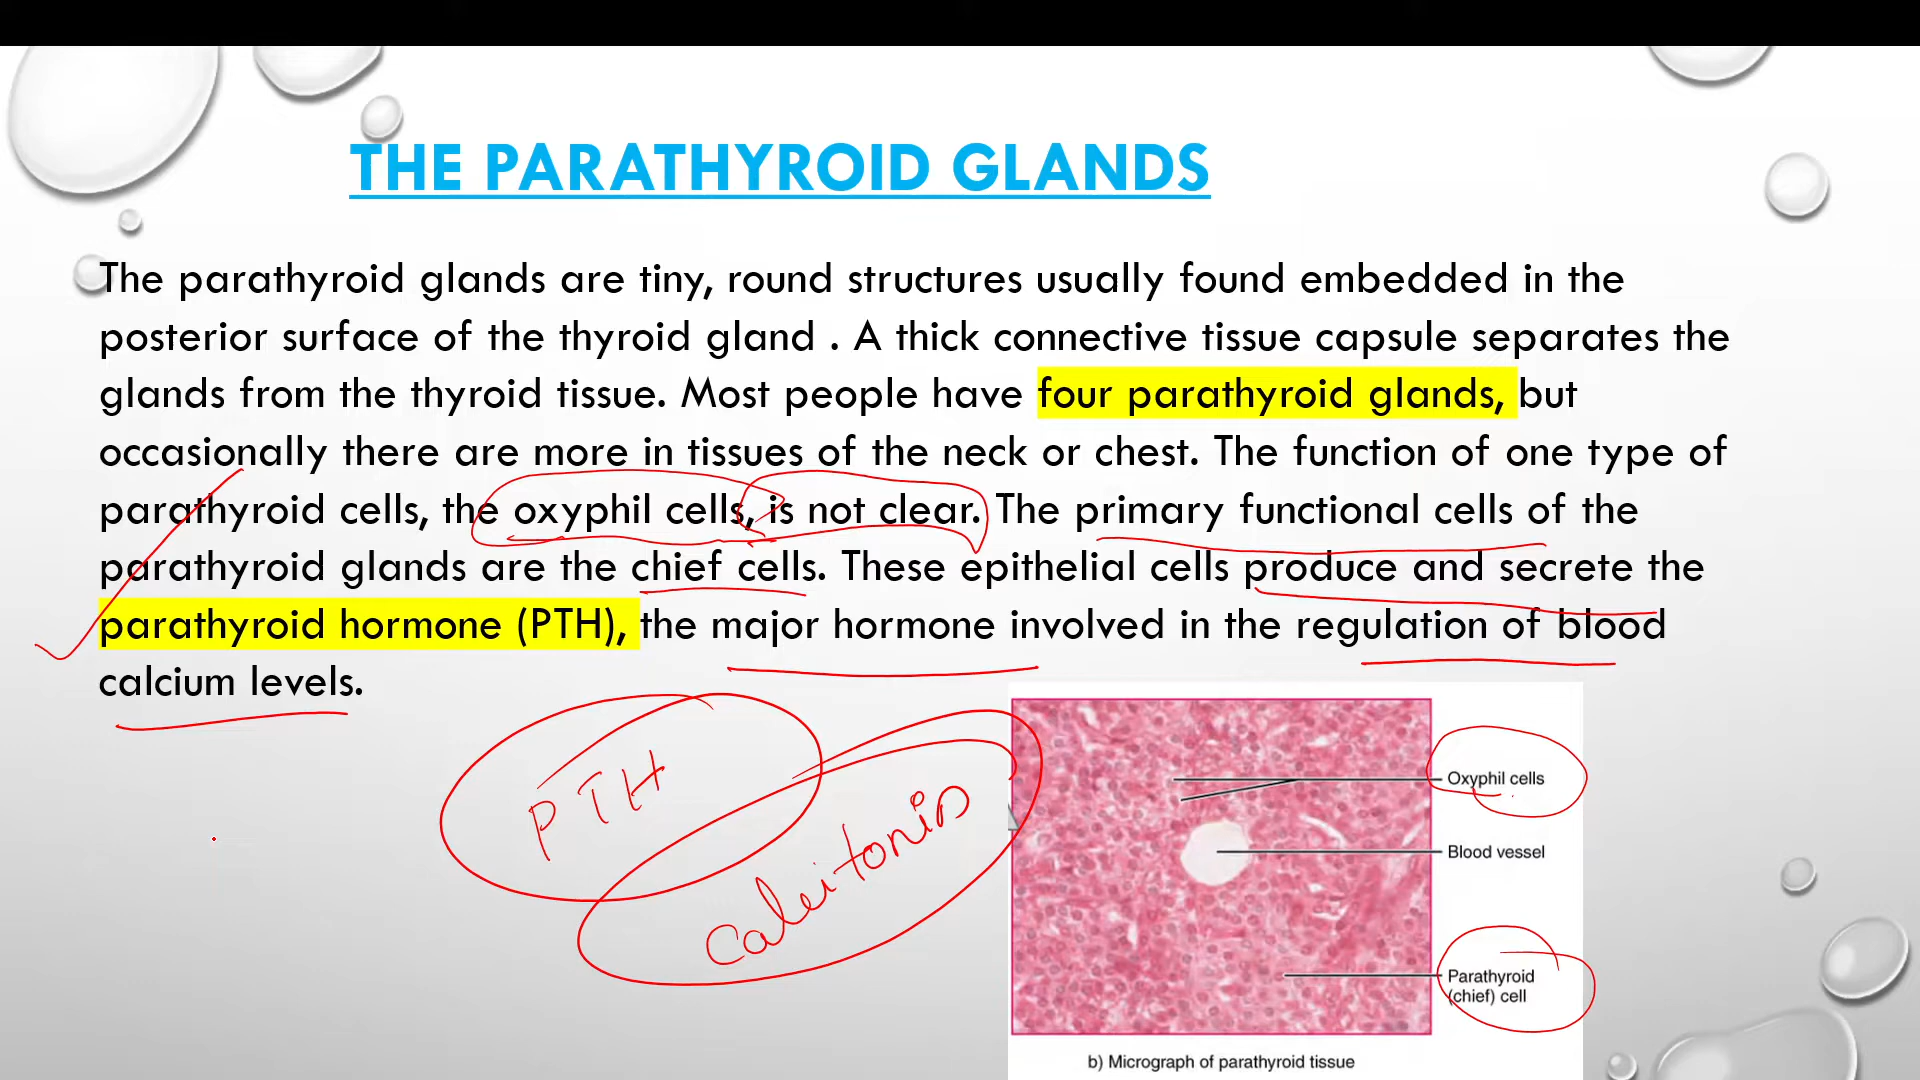 THE PARATHYROID GLANDS
The parathyroid glands are tiny, round structures usually found embedded in the
posterior surface of the thyroid gland . A thick connective tissue capsule separates the
glands from the thyroid tissue. Most people have four parathyroid glands, but
occasionally there are more in tissues of the neck or chest. The function of one type of
parathyroid cells, the oxyphil cells, is not clear. The primary functional cells of the
parathyroid glands are the chief cells. These epithelial cells produce and secrete the
parathyroid hormone (PTH), the major hormone involved in the regulation of blood
calcium levels.
PTH
Calcitonin
Oxyphil cells
Blood vessel
Parathyroid
(chief) cell
b) Micrograph of parathyroid tissue